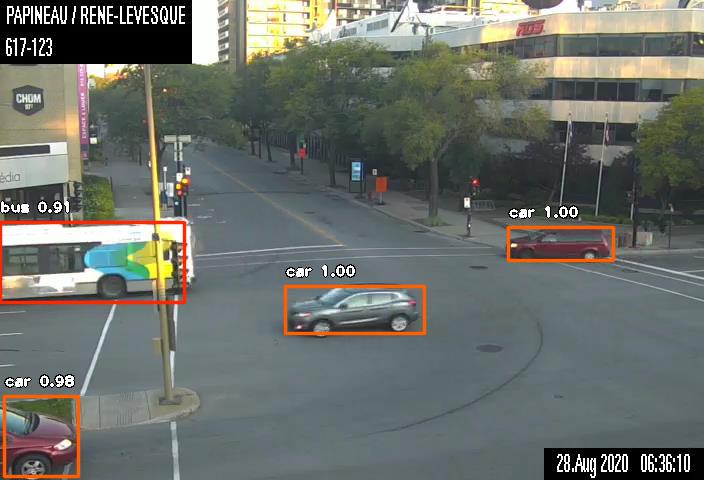 PAPINEAU / RENE-LEVESQUE
617-123
CHOM
édia
bus 0.91
car 1.00
car 1.00
car 0.98
28.Aug 2020 06:36:10